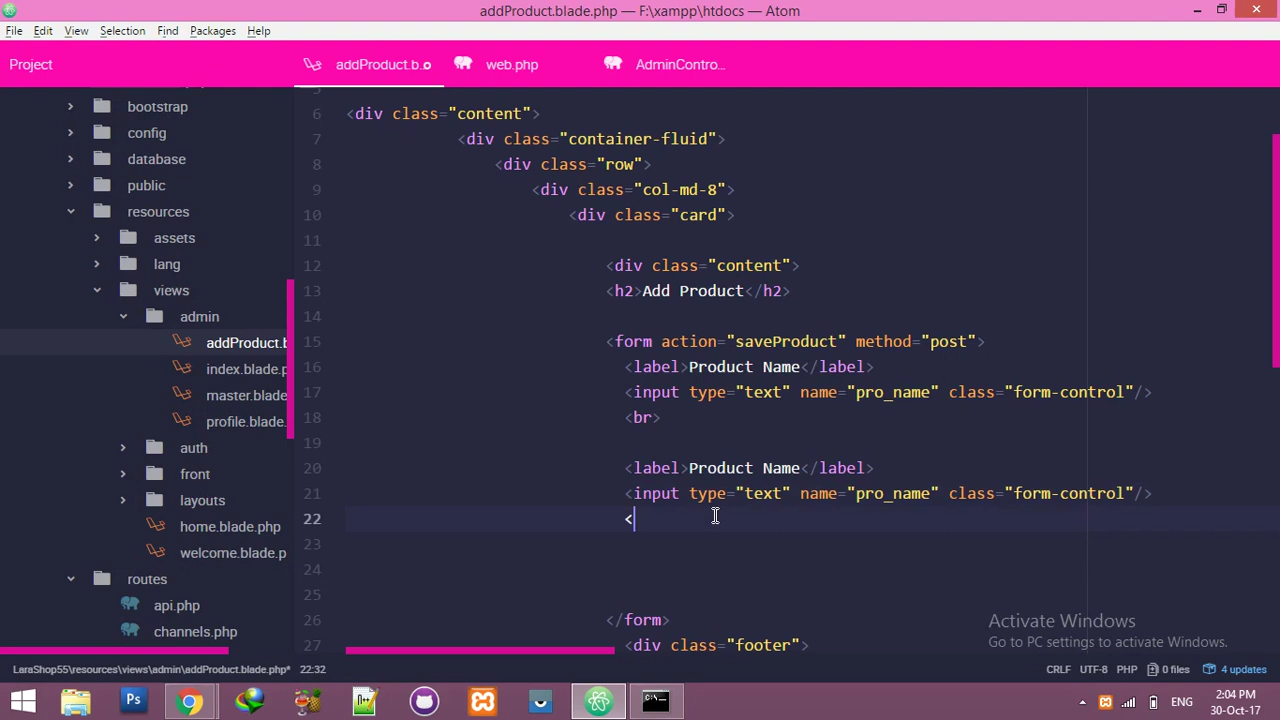 addProduct.blade.php — F:\xampp\htdocs — Atom
File Edit View Selection Find Packages Help
Project
addProduct.b.
web.php
AdminContro...
5
bootstrap
config
database
public
resources
assets
lang
views
admin
addProduct.b
index.blade.p
master.blade
profile.blade.
auth
front
layouts
home.blade.php
welcome.blade.p
routes
api.php
channels.php
6 <div class="content">
7 <div class="container-fluid">
8 <div class="row">
9 <div class="col-md-8">
10 <div class="card">
11
12 <div class="content">
13 <h2>Add Product</h2>
14
15 <form action="saveProduct" method="post">
16 <label>Product Name</label>
17 <input type="text" name="pro_name" class="form-control"/>
18 <br>
19
20 <label>Product Name</label>
21 <input type="text" name="pro_name" class="form-control"/>
22 <
23
24
25
26 </form>
27 <div class="footer">
Activate Windows
Go to PC settings to activate Windows.
LaraShop55\resources\views\admin\addProduct.blade.php* 22:32
CRLF UTF-8 PHP 0 files 4 updates
Ps
ENG
2:04 PM
30-Oct-17